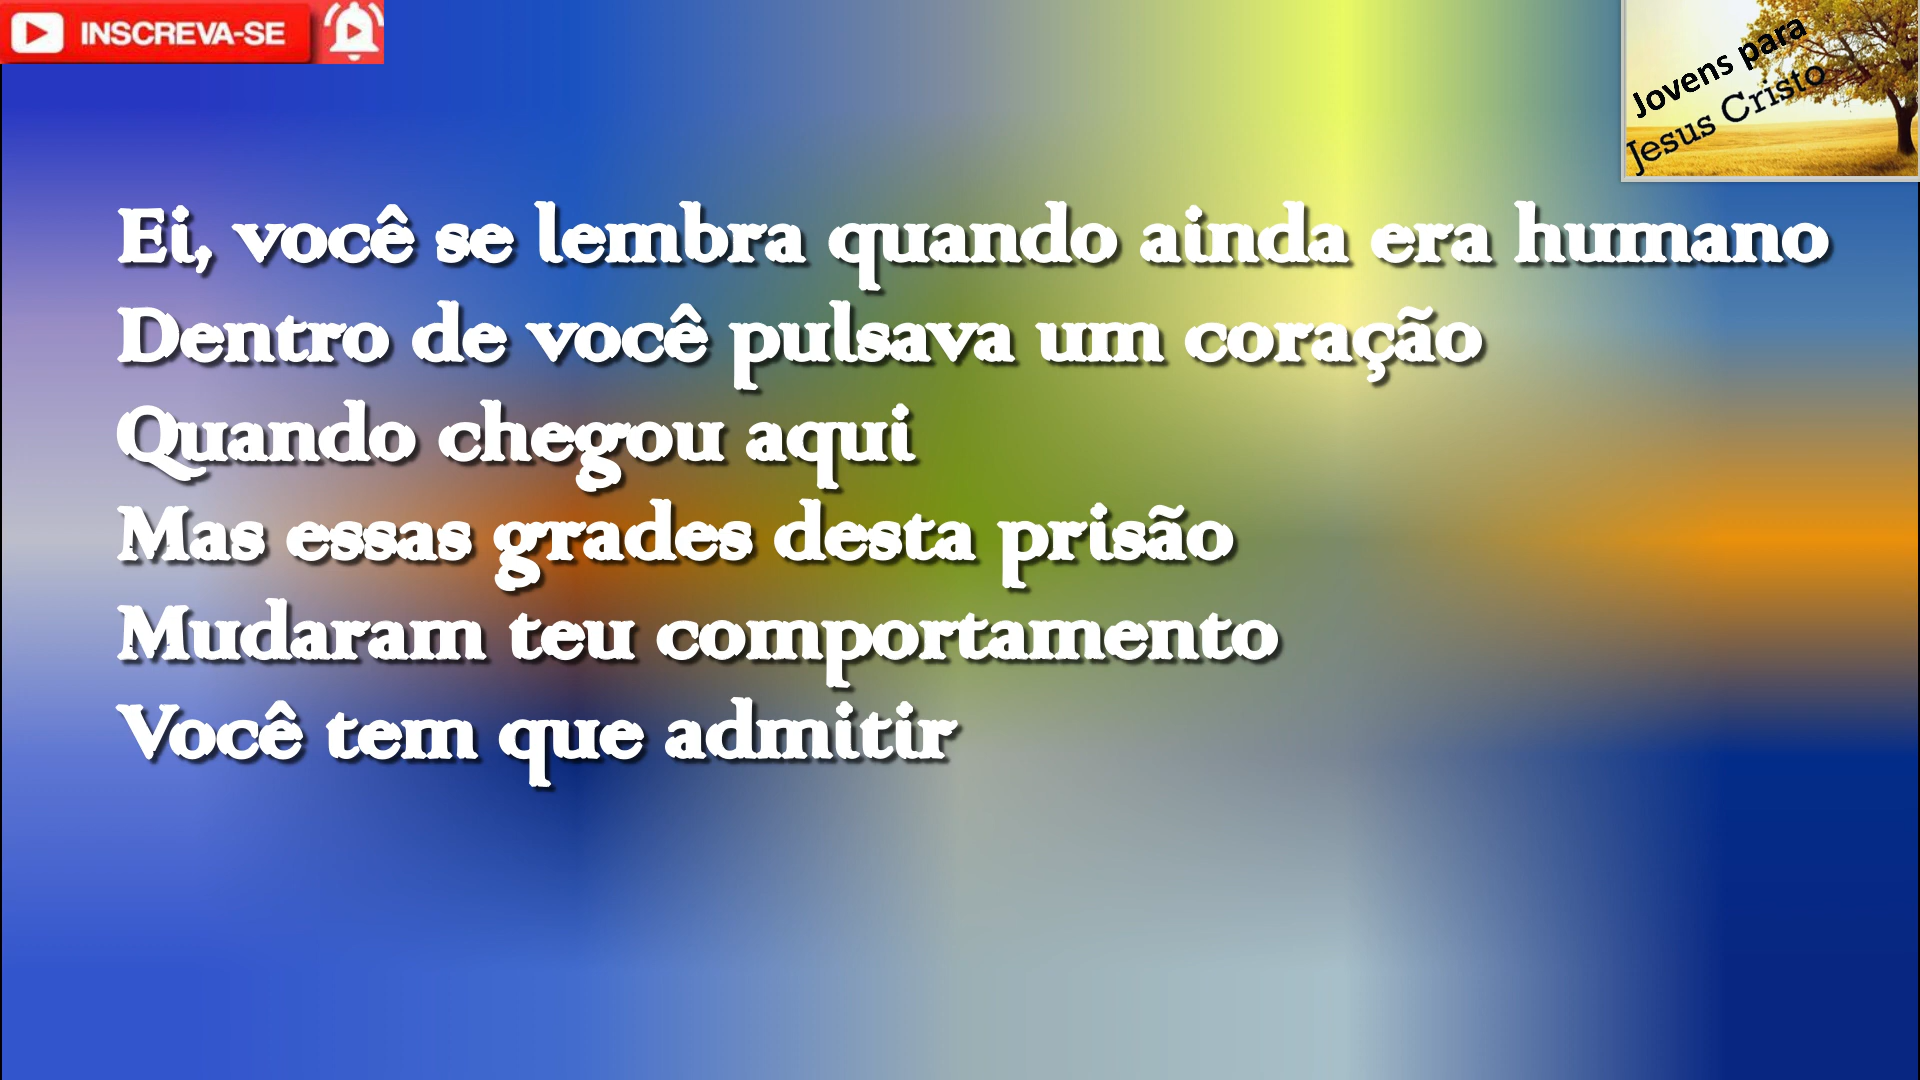 INSCREVA-SE
Jovens para
Jesus Cristo
Ei, você se lembra quando ainda era humano
Dentro de você pulsava um coração
Quando chegou aqui
Mas essas grades desta prisão
Mudaram teu comportamento
Você tem que admitir